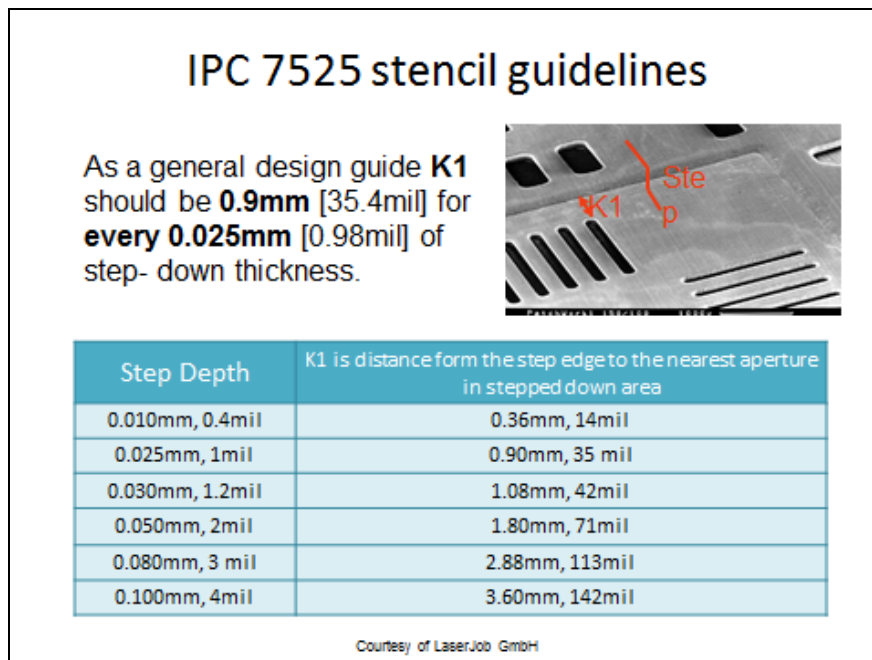 IPC 7525 stencil guidelines
As a general design guide K1
should be 0.9mm [35.4mil] for
every 0.025mm [0.98mil] of
step- down thickness.
Ste
K1
p
Step Depth
K1 is distance form the step edge to the nearest aperture
in stepped down area
0.010mm, 0.4mil 0.36mm, 14mil
0.025mm, 1mil 0.90mm, 35 mil
0.030mm, 1.2mil 1.08mm, 42mil
0.050mm, 2mil 1.80mm, 71mil
0.080mm, 3 mil 2.88mm, 113mil
0.100mm, 4mil 3.60mm, 142mil
Courtesy of LaserJob GmbH